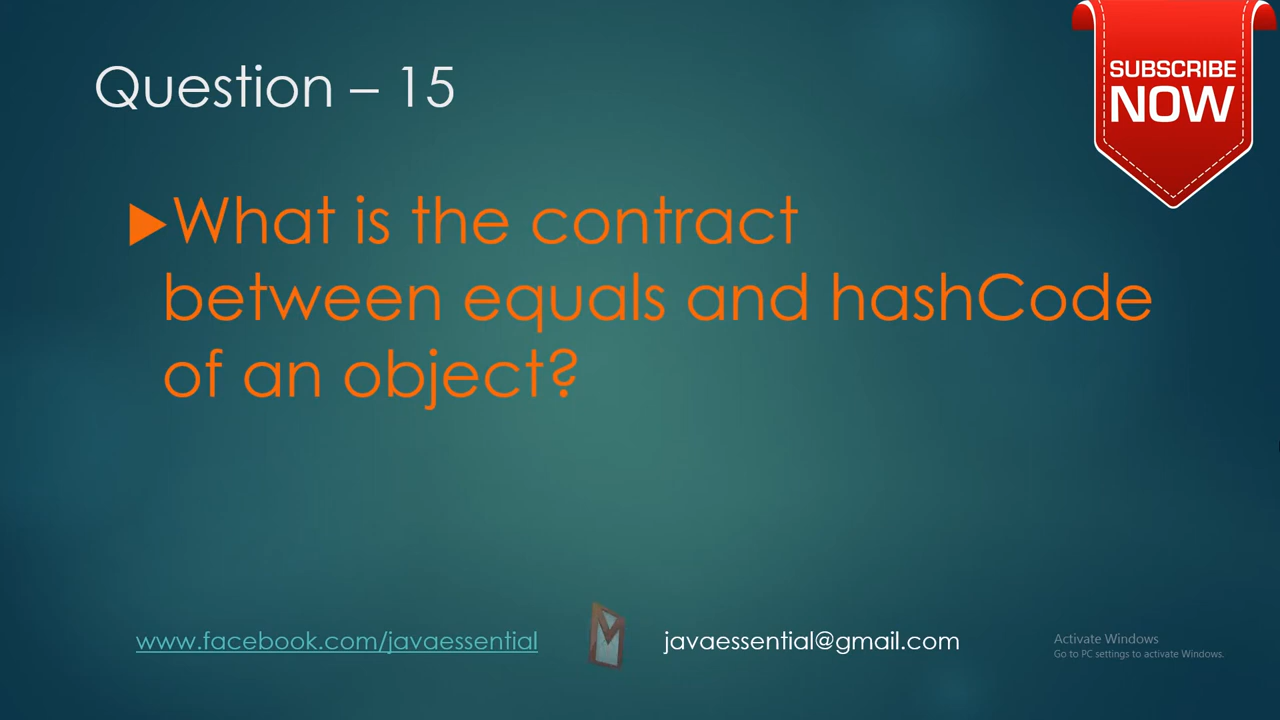 SUBSCRIBE
NOW
Question – 15
What is the contract
between equals and hashCode
of an object?
www.facebook.com/javaessential
M
javaessential@gmail.com
Activate Windows
Go to PC settings to activate Windows.